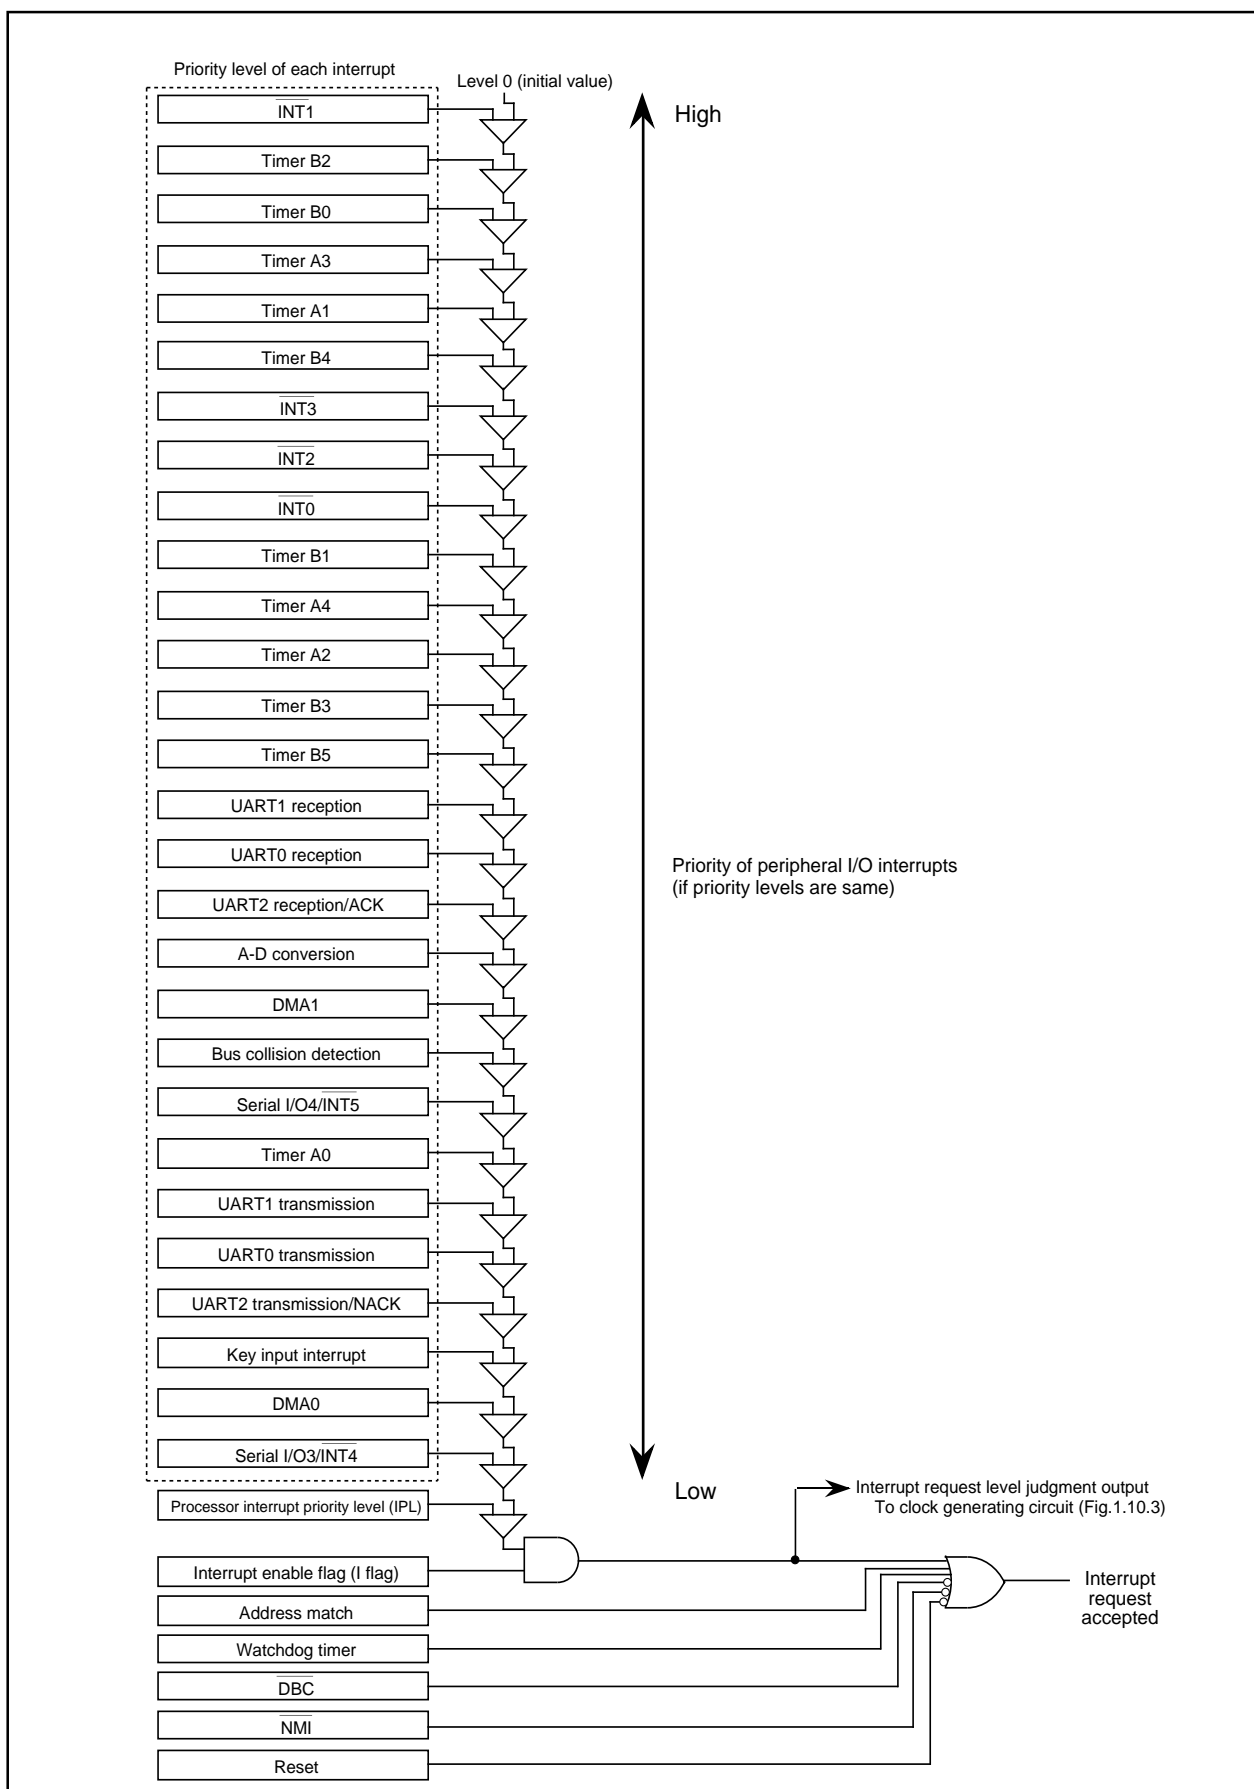 Priority level of each interrupt
Level 0 (initial value)
High
INT1
Timer B2
Timer B0
Timer A3
Timer A1
Timer B4
INT3
INT2
INT0
Timer B1
Timer A4
Timer A2
Timer B3
Timer B5
UART1 reception
UART0 reception
Priority of peripheral I/O interrupts
(if priority levels are same)
UART2 reception/ACK
A-D conversion
DMA1
Bus collision detection
Serial I/O4/INT5
Timer A0
UART1 transmission
UART0 transmission
UART2 transmission/NACK
Key input interrupt
DMA0
Serial I/O3/INT4
Low
Interrupt request level judgment output
To clock generating circuit (Fig.1.10.3)
Processor interrupt priority level (IPL)
Interrupt enable flag (I flag)
Interrupt
request
accepted
Address match
Watchdog timer
DBC
NMI
Reset